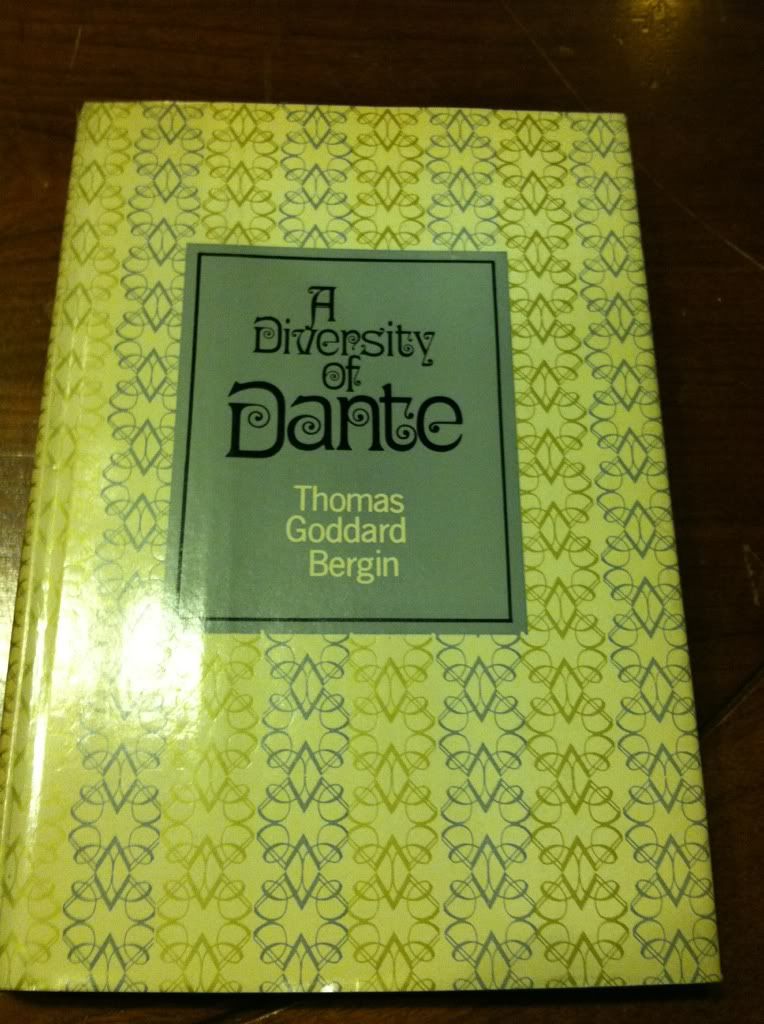 A
Diversity
of
Dante
Thomas
Goddard
Bergin